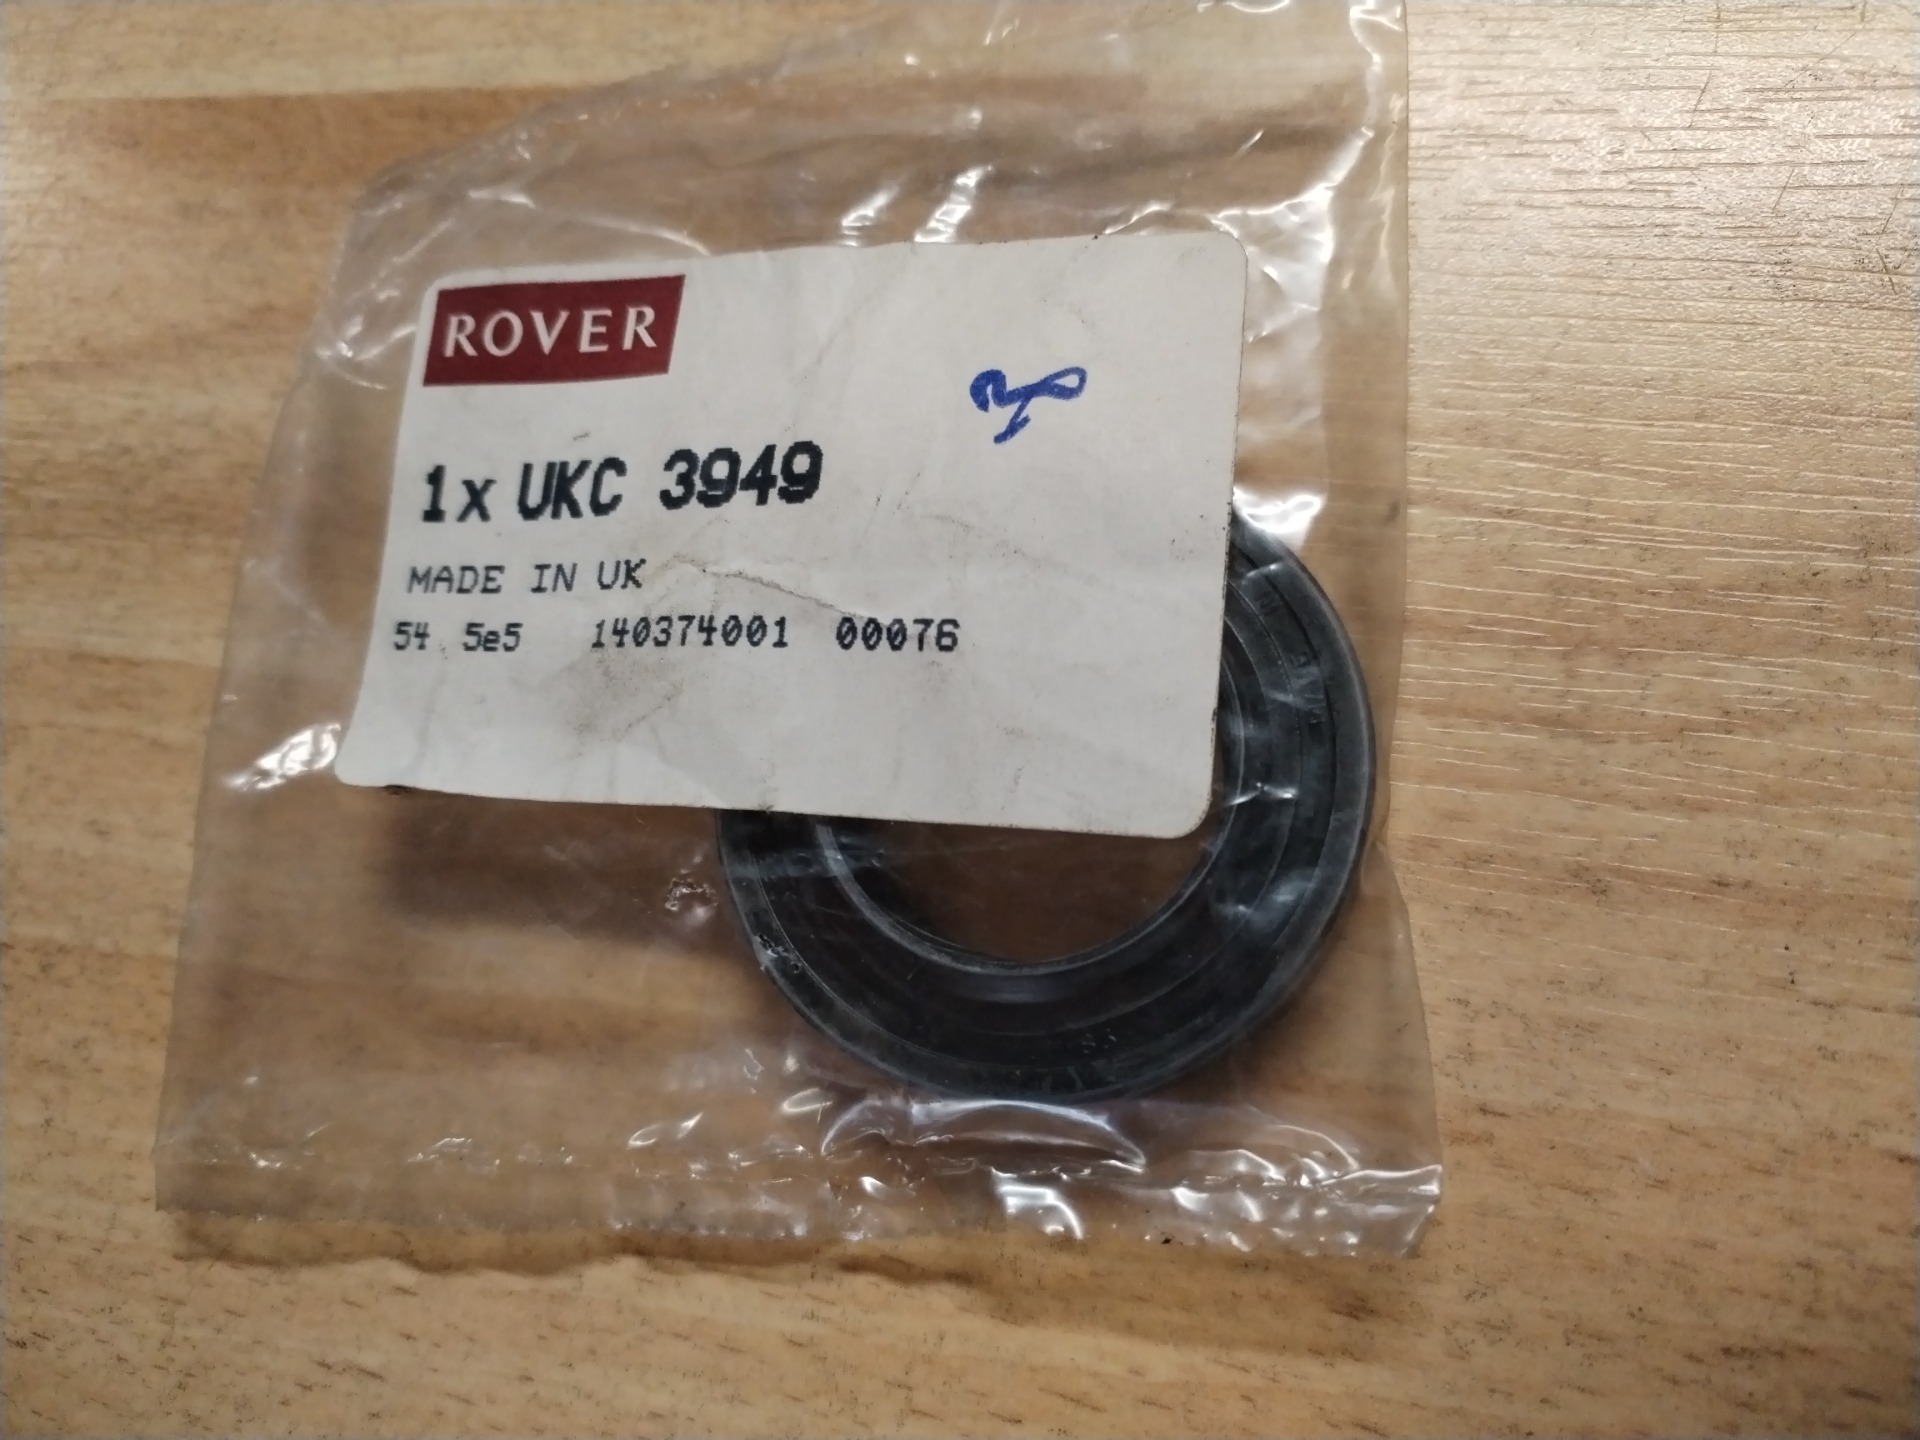 ROVER
1x UKC 3949
MADE IN UK
54 5e5 140374001 00076